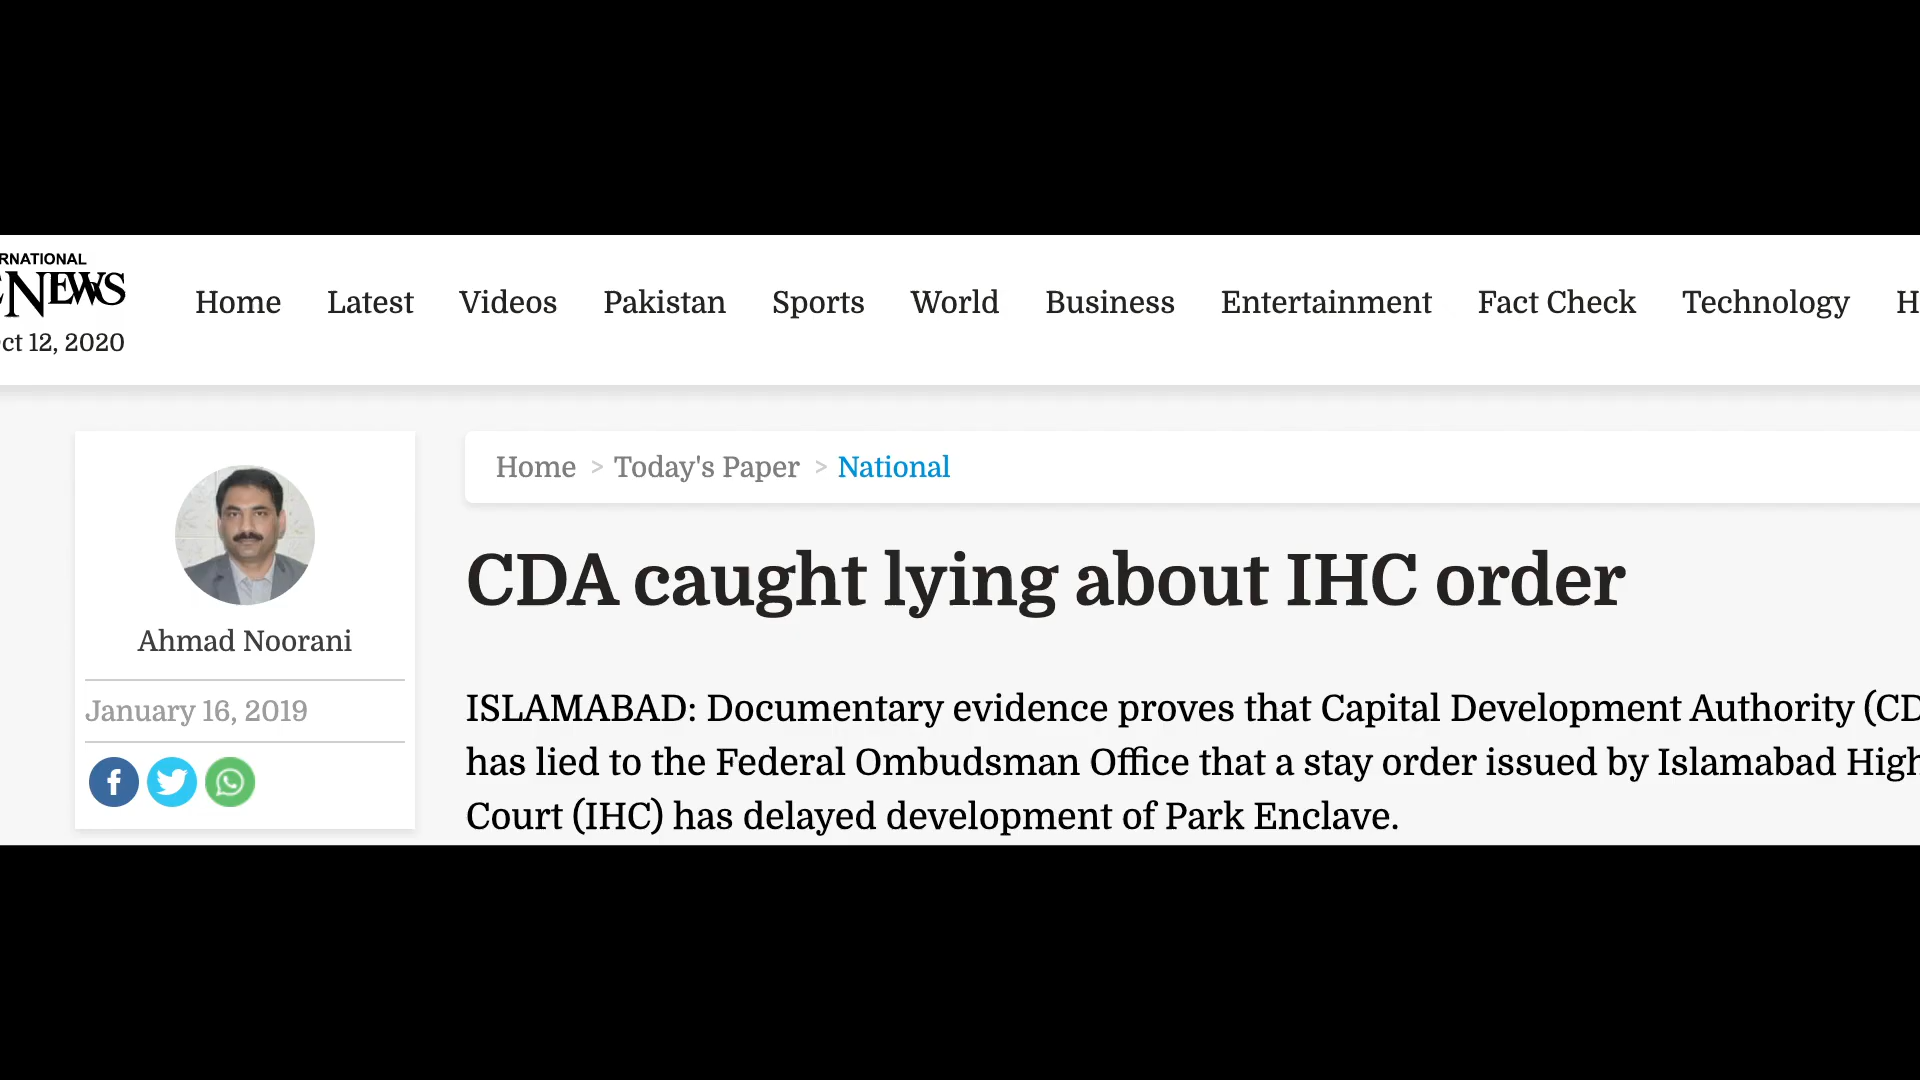 RNATIONAL
NEWS
ct 12, 2020
Home Latest Videos Pakistan Sports World Business Entertainment Fact Check Technology H
Home > Today's Paper > National
Ahmad Noorani
January 16, 2019
CDA caught lying about IHC order
ISLAMABAD: Documentary evidence proves that Capital Development Authority (CD
has lied to the Federal Ombudsman Office that a stay order issued by Islamabad High
Court (IHC) has delayed development of Park Enclave.